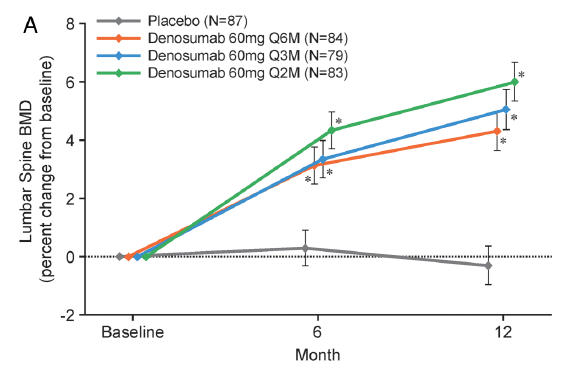 A
Placebo (N=87)
Denosumab 60mg Q6M (N=84)
Denosumab 60mg Q3M (N=79)
Denosumab 60mg Q2M (N=83)
Lumbar Spine BMD
(percent change from baseline)
8
6
4
2
0
-2
*
*
*
*
*
*
Baseline
6
12
Month